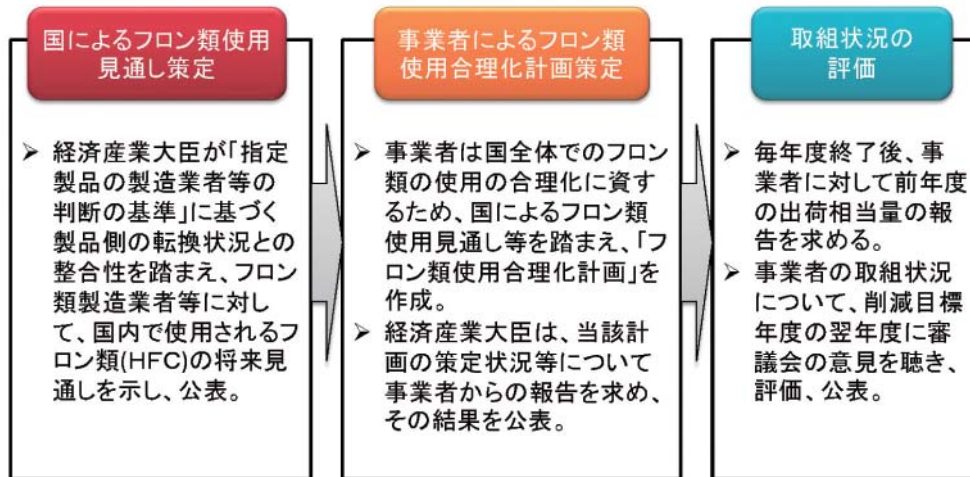 国によるフロン類使用
見通し策定
➢ 経済産業大臣が「指定
製品の製造業者等の
判断の基準」に基づく
製品側の転換状況との
整合性を踏まえ、フロン
類製造業者等に対し
て、国内で使用されるフ
ロン類(HFC)の将来見
通しを示し、公表。
事業者によるフロン類
使用合理化計画策定
➢ 事業者は国全体でのフロン
類の使用の合理化に資す
るため、国によるフロン類
使用見通し等を踏まえ、「フ
ロン類使用合理化計画」を
作成。
➢ 経済産業大臣は、当該計
画の策定状況等について
事業者からの報告を求め、
その結果を公表。
取組状況の
評価
➢ 毎年度終了後、事
業者に対して前年度
の出荷相当量の報
告を求める。
➢ 事業者の取組状況
について、削減目標
年度の翌年度に審
議会の意見を聴き、
評価、公表。